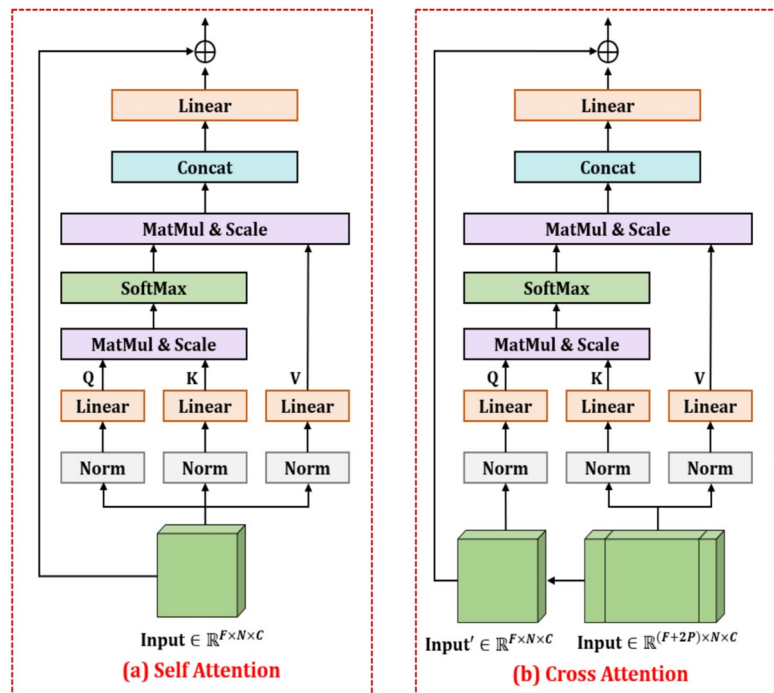 Linear
Concat
MatMul & Scale
SoftMax
MatMul & Scale
Q K V
Linear Linear Linear
Norm Norm Norm
Input ∈ ℝ^{F×N×C}
(a) Self Attention
Linear
Concat
MatMul & Scale
SoftMax
MatMul & Scale
Q K V
Linear Linear Linear
Norm Norm Norm
Input′ ∈ ℝ^{F×N×C} Input ∈ ℝ^{(F+2P)×N×C}
(b) Cross Attention